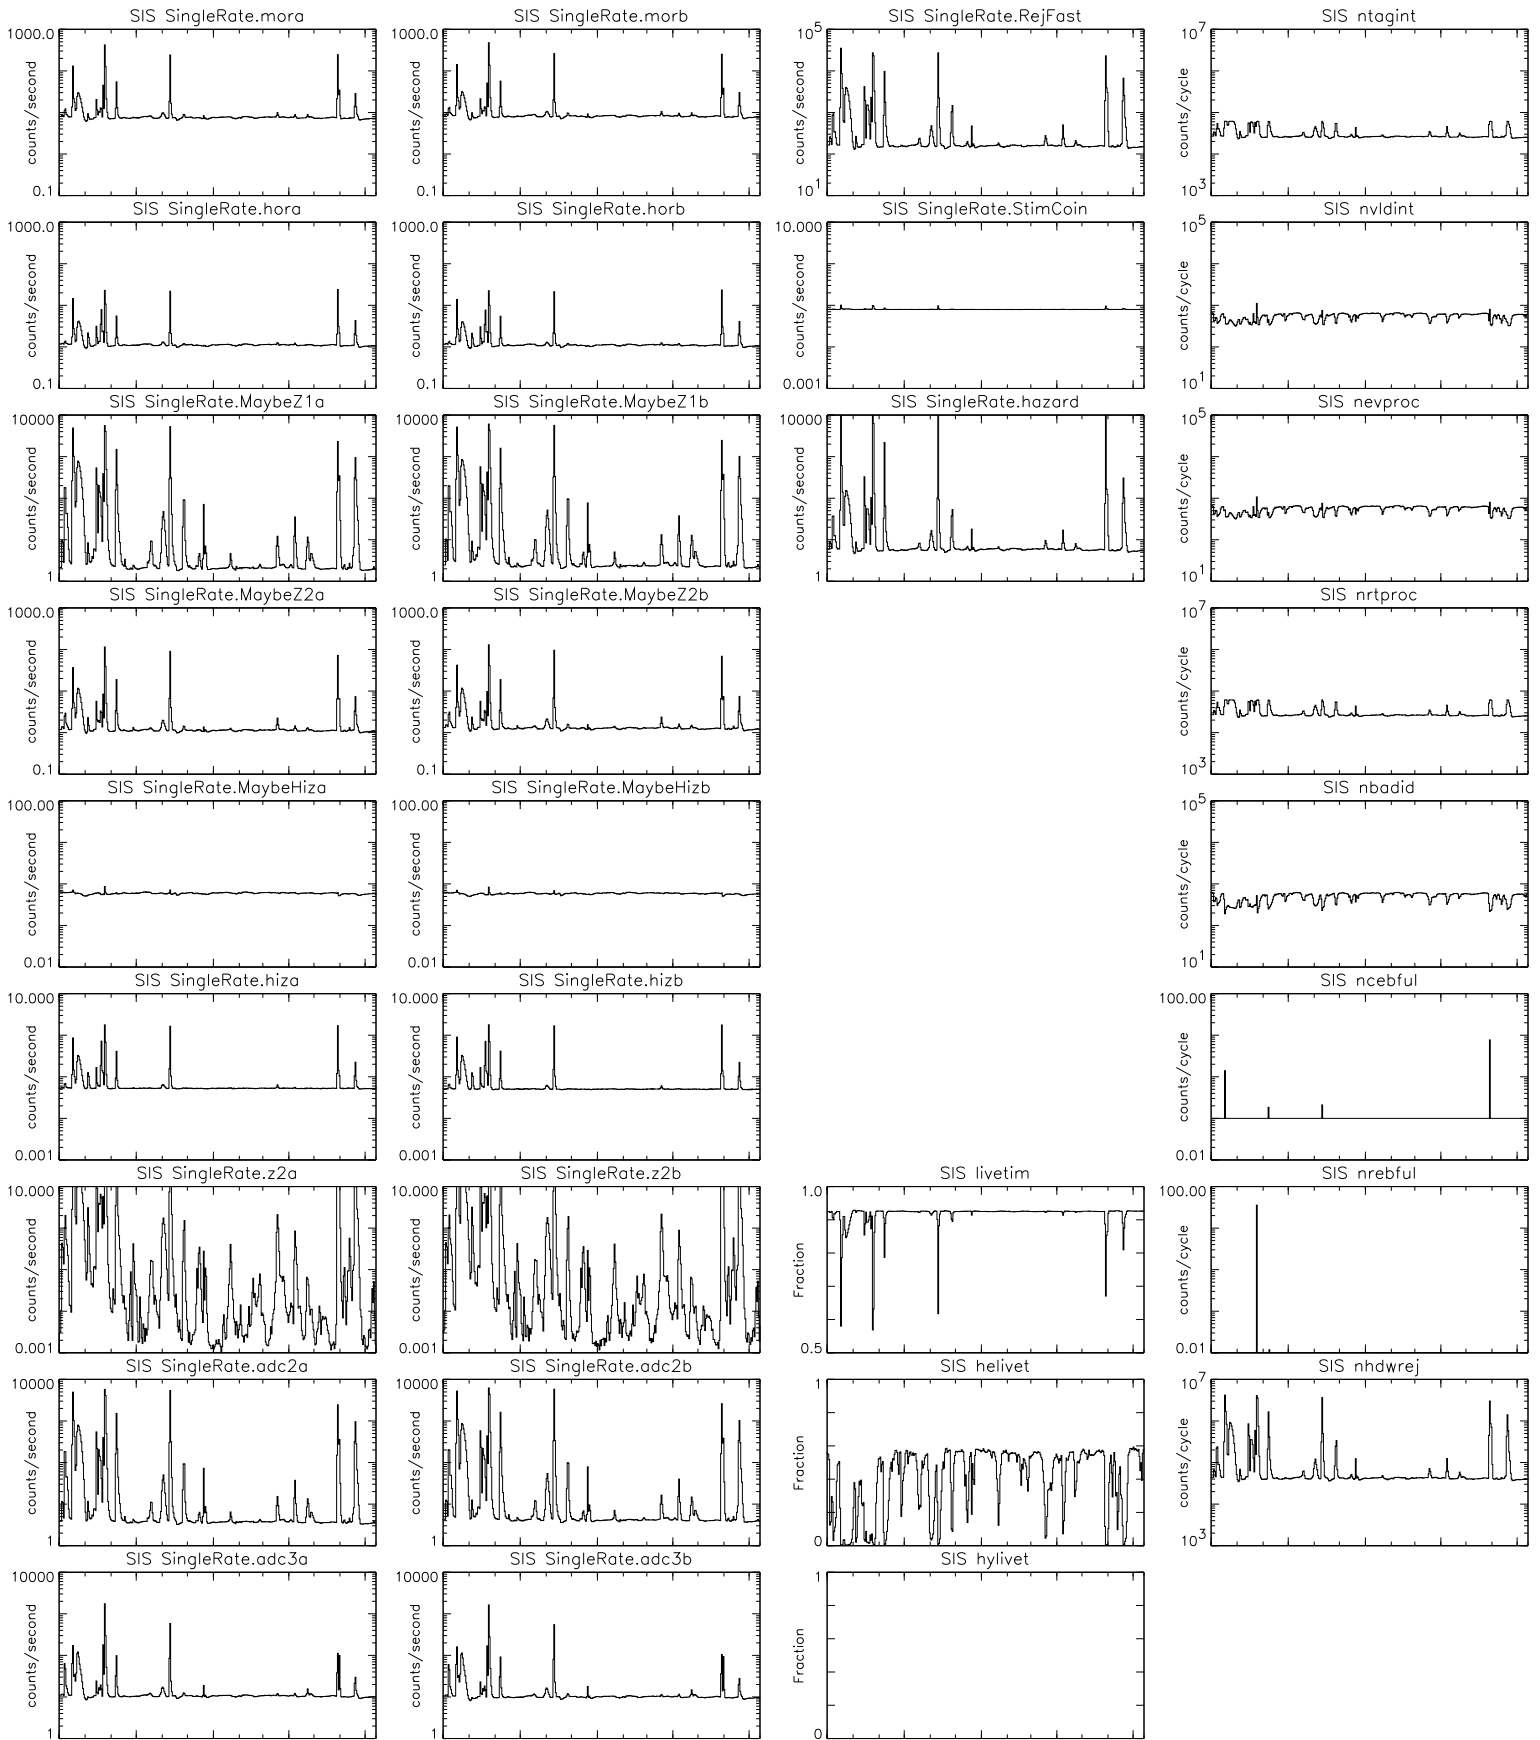 SIS SingleRate.mora
1000.0
counts/second
0.1
SIS SingleRate.morb
1000.0
counts/second
0.1
SIS SingleRate.RejFast
10^5
counts/second
10^1
SIS ntagint
10^7
counts/cycle
10^3
SIS SingleRate.hora
1000.0
counts/second
0.1
SIS SingleRate.horb
1000.0
counts/second
0.1
SIS SingleRate.StimCoin
10.000
counts/second
0.001
SIS nvldint
10^5
counts/cycle
10^1
SIS SingleRate.MaybeZ1a
10000
counts/second
1
SIS SingleRate.MaybeZ1b
10000
counts/second
1
SIS SingleRate.hazard
10000
counts/second
1
SIS nevproc
10^5
counts/cycle
10^1
SIS SingleRate.MaybeZ2a
1000.0
counts/second
0.1
SIS SingleRate.MaybeZ2b
1000.0
counts/second
0.1
SIS nrtproc
10^7
counts/cycle
10^3
SIS SingleRate.MaybeHiza
100.00
counts/second
0.01
SIS SingleRate.MaybeHizb
100.00
counts/second
0.01
SIS nbadid
10^5
counts/cycle
10^1
SIS SingleRate.hiza
10.000
counts/second
0.001
SIS SingleRate.hizb
10.000
counts/second
0.001
SIS ncebful
100.00
counts/cycle
0.01
SIS SingleRate.z2a
10.000
counts/second
0.001
SIS SingleRate.z2b
10.000
counts/second
0.001
SIS livetim
1.0
Fraction
0.5
SIS nrebful
100.00
counts/cycle
0.01
SIS SingleRate.adc2a
10000
counts/second
1
SIS SingleRate.adc2b
10000
counts/second
1
SIS helivet
1
Fraction
0
SIS nhdwrej
10^7
counts/cycle
10^3
SIS SingleRate.adc3a
10000
counts/second
1
SIS SingleRate.adc3b
10000
counts/second
1
SIS hylivet
1
Fraction
0